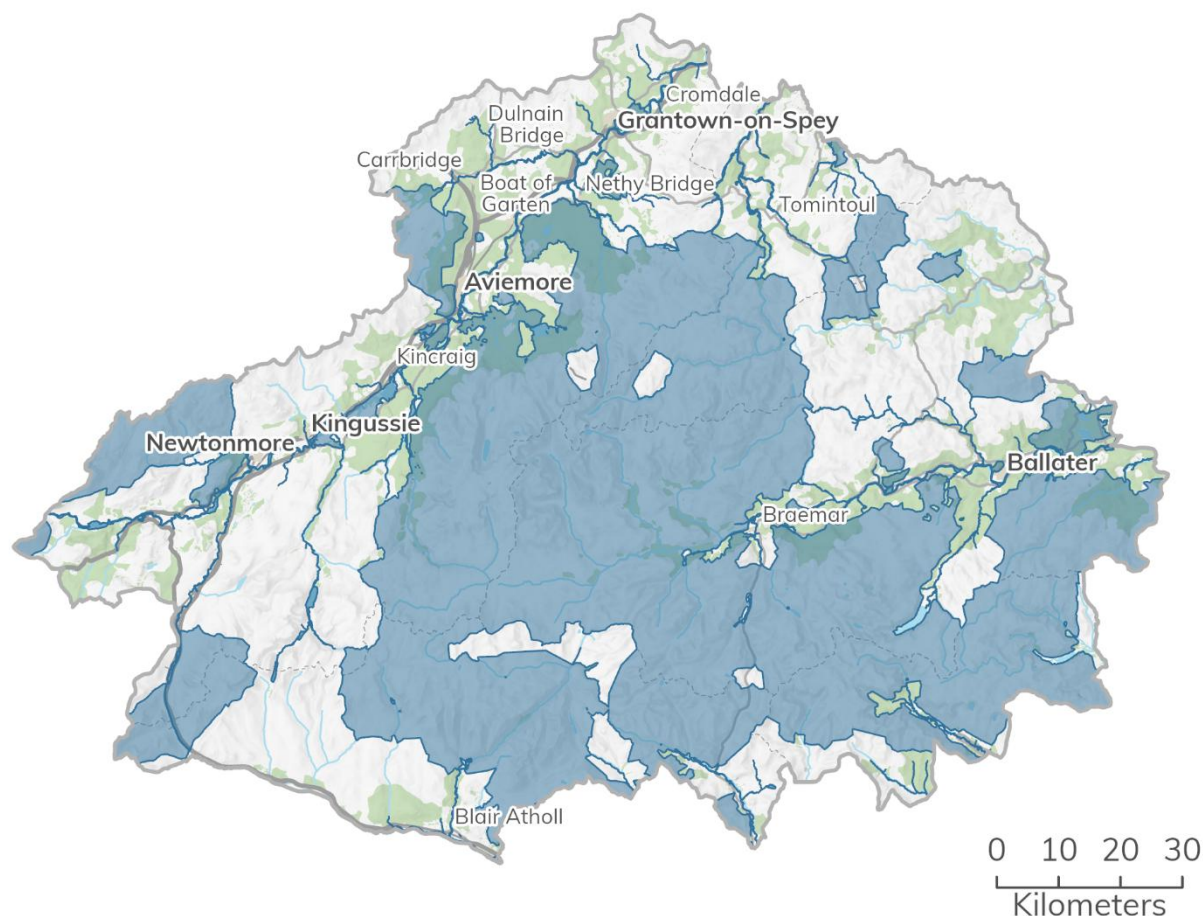 Cromdale
Dulnain
Bridge
Grantown-on-Spey
Carrbridge
Boat of
Garten
Nethy Bridge
Tomintoul
Aviemore
Kincraig
Kingussie
Newtonmore
Ballater
Braemar
Blair Atholl
0 10 20 30
Kilometers